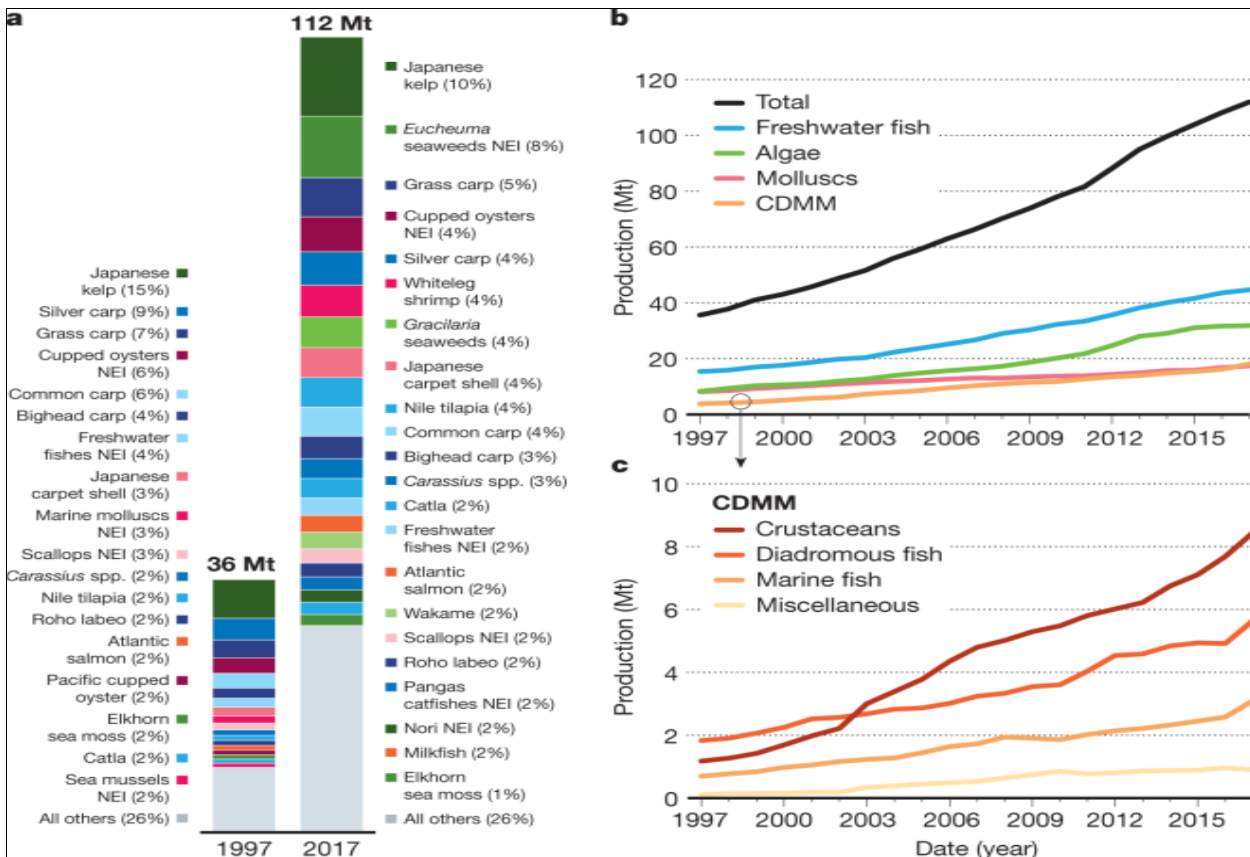 a
112 Mt
Japanese
kelp (10%)
Eucheuma
seaweeds NEI (8%)
Grass carp (5%)
Cupped oysters
NEI (4%)
Silver carp (4%)
Whiteleg
shrimp (4%)
Gracilaria
seaweeds (4%)
Japanese
carpet shell (4%)
Nile tilapia (4%)
Common carp (4%)
Bighead carp (3%)
Carassius spp. (3%)
Catla (2%)
Freshwater
fishes NEI (2%)
Atlantic
salmon (2%)
Wakame (2%)
Scallops NEI (2%)
Roho labeo (2%)
Pangas
catfishes NEI (2%)
Nori NEI (2%)
Milkfish (2%)
Elkhorn
sea moss (1%)
All others (26%)
Japanese
kelp (15%)
Silver carp (9%)
Grass carp (7%)
Cupped oysters
NEI (6%)
Common carp (6%)
Bighead carp (4%)
Freshwater
fishes NEI (4%)
Japanese
carpet shell (3%)
Marine molluscs
NEI (3%)
Scallops NEI (3%)
Carassius spp. (2%)
Nile tilapia (2%)
Roho labeo (2%)
Atlantic
salmon (2%)
Pacific cupped
oyster (2%)
Elkhorn
sea moss (2%)
Catla (2%)
Sea mussels
NEI (2%)
All others (26%)
36 Mt
1997
2017
b
Production (Mt)
120
100
80
60
40
20
0
Total
Freshwater fish
Algae
Molluscs
CDMM
1997
2000
2003
2006
2009
2012
2015
c
Production (Mt)
10
8
6
4
2
0
CDMM
Crustaceans
Diadromous fish
Marine fish
Miscellaneous
1997
2000
2003
2006
2009
2012
2015
Date (year)